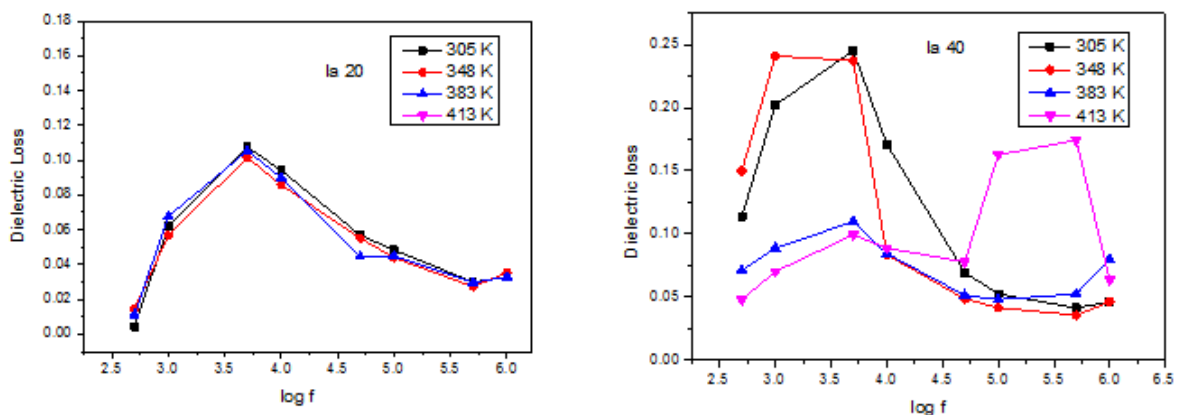 0.18
0.16
0.14
0.12
0.10
0.08
0.06
0.04
0.02
0.00
Dielectric Loss
Ia 20
305 K
348 K
383 K
413 K
2.5 3.0 3.5 4.0 4.5 5.0 5.5 6.0
log f
0.25
0.20
0.15
0.10
0.05
0.00
Dielectric loss
Ia 40
305 K
348 K
383 K
413 K
2.5 3.0 3.5 4.0 4.5 5.0 5.5 6.0 6.5
log f